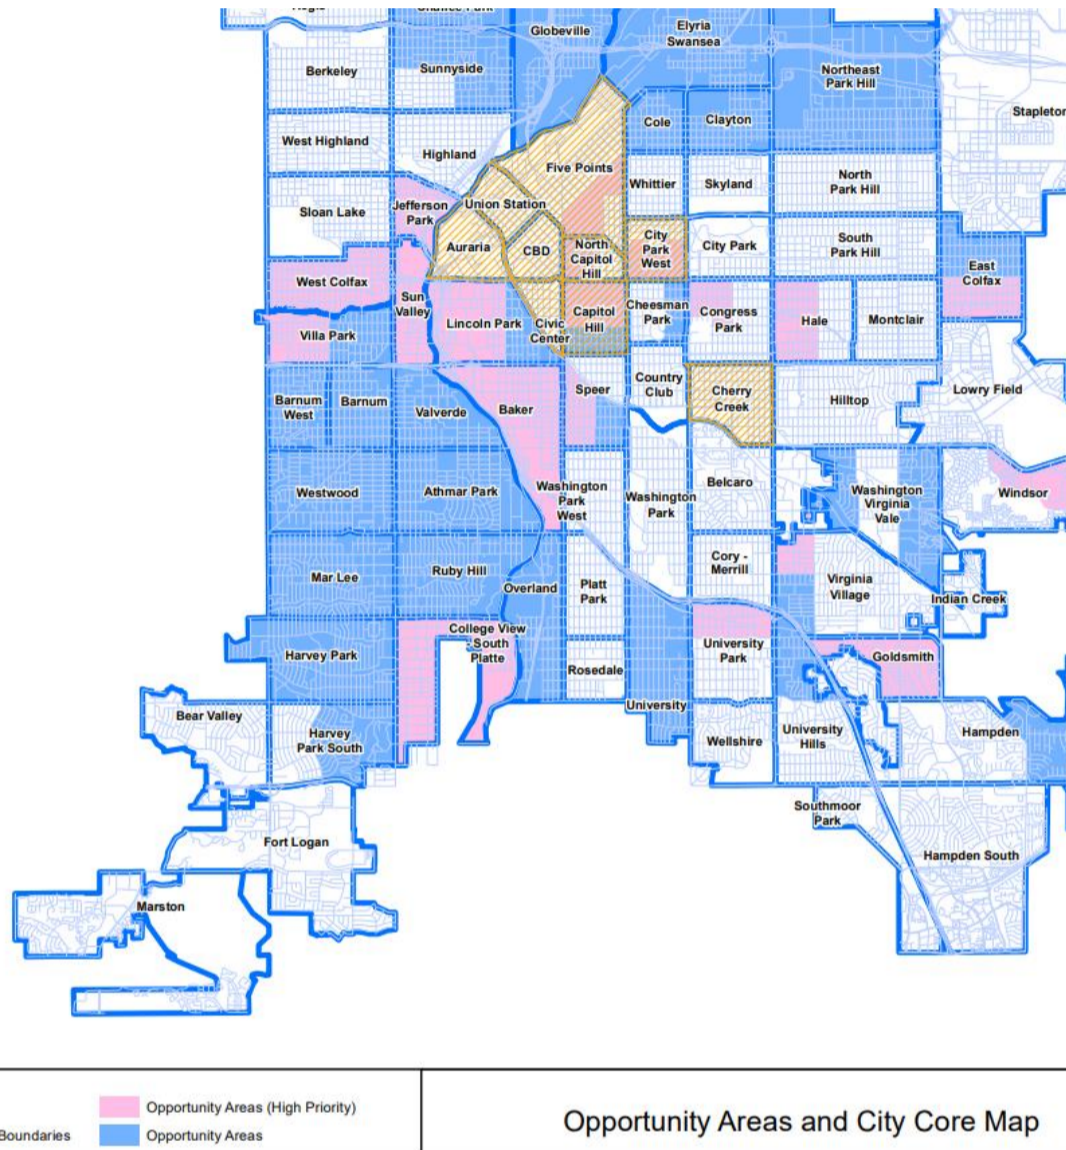 Regis
Chaffee Park
Globeville
Elyria
Swansea
Berkeley
Sunnyside
Northeast
Park Hill
Cole
Clayton
Stapleton
West Highland
Highland
Five Points
Whittier
Skyland
North
Park Hill
Sloan Lake
Jefferson
Park
Union Station
Auraria
CBD
North
Capitol
Hill
City
Park
West
City Park
South
Park Hill
East
Colfax
West Colfax
Sun
Valley
Lincoln Park
Civic
Center
Capitol
Hill
Cheesman
Park
Congress
Park
Hale
Montclair
Villa Park
Barnum
West
Barnum
Valverde
Baker
Speer
Country
Club
Cherry
Creek
Hilltop
Lowry Field
Westwood
Athmar Park
Washington
Park
West
Washington
Park
Belcaro
Washington
Virginia
Vale
Windsor
Mar Lee
Ruby Hill
Overland
Platt
Park
Cory -
Merrill
Virginia
Village
Indian Creek
Harvey Park
College View
- South
Platte
Rosedale
University
Park
Goldsmith
Bear Valley
Harvey
Park South
University
Wellshire
University
Hills
Hampden
Southmoor
Park
Fort Logan
Hampden South
Marston
Opportunity Areas (High Priority)
Boundaries
Opportunity Areas
Opportunity Areas and City Core Map